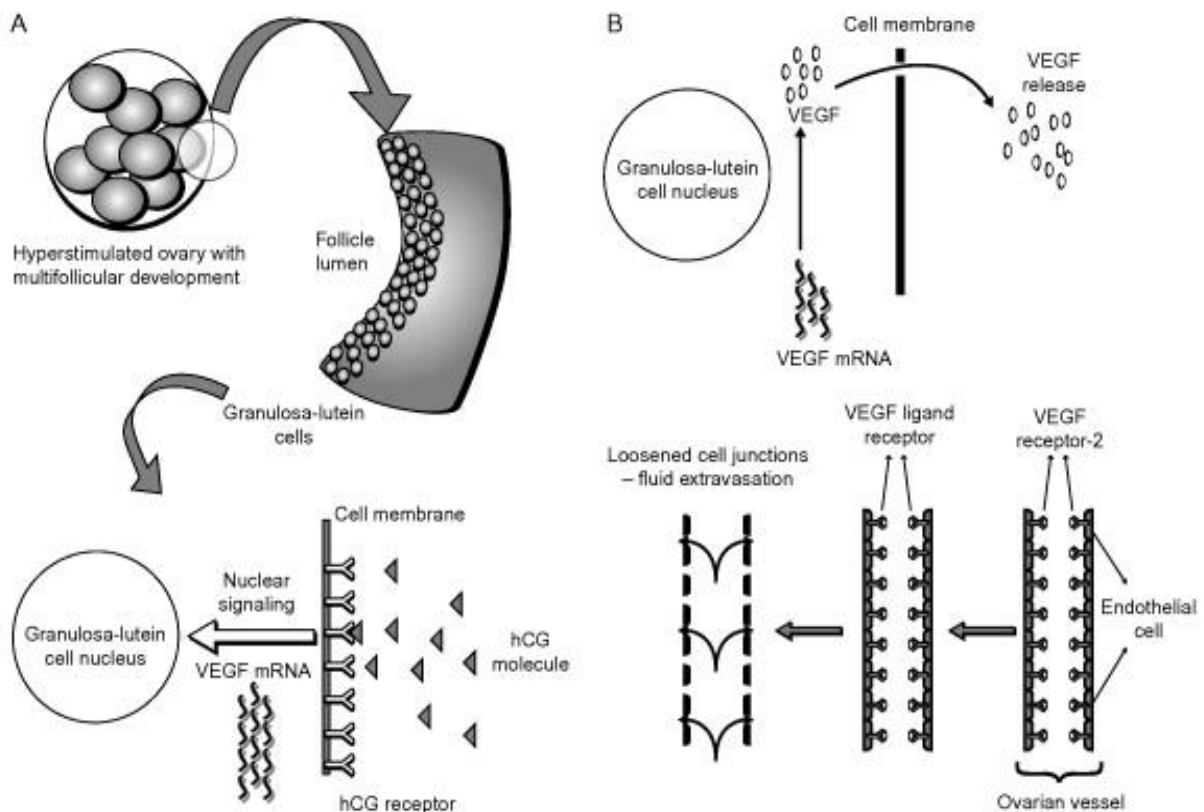 A
Hyperstimulated ovary with
multifollicular development
Follicle
lumen
Granulosa-lutein
cells
Cell membrane
Nuclear
signaling
Granulosa-lutein
cell nucleus
VEGF mRNA
hCG
molecule
hCG receptor
B
Cell membrane
VEGF
release
VEGF
Granulosa-lutein
cell nucleus
VEGF mRNA
Loosened cell junctions
– fluid extravasation
VEGF ligand
receptor
VEGF
receptor-2
Endothelial
cell
Ovarian vessel